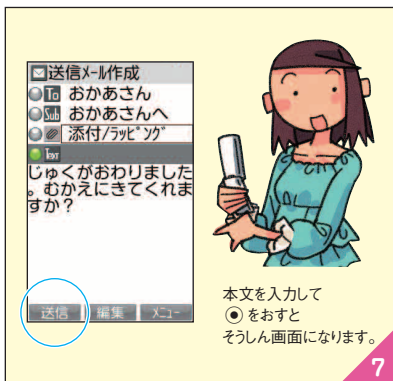 送信メール作成
To おかあさん
Sub おかあさんへ
添付/ラッピング
Text
じゅくがおわりました
。むかえにきてくれま
すか？
送信 編集 メニュー
本文を入力して
をおすと
そうしん画面になります。
7